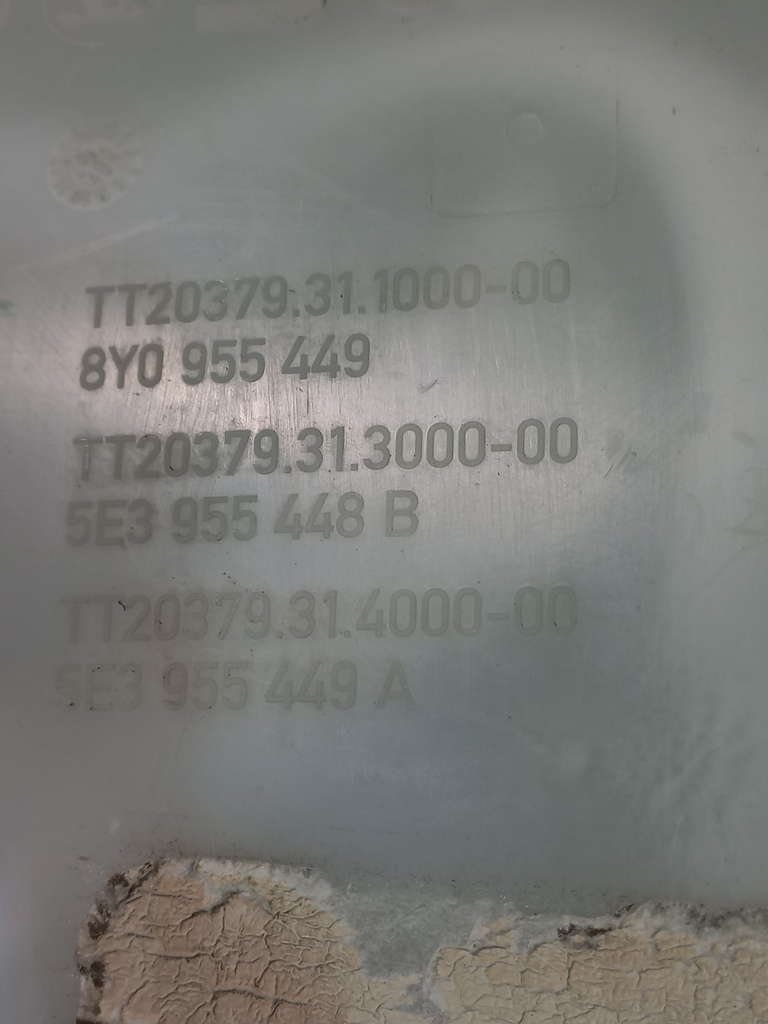 TT20379.31.1000-00
8Y0 955 449
TT20379.31.3000-00
5E3 955 448 B
TT20379.31.4000-00
5E3 955 449 A